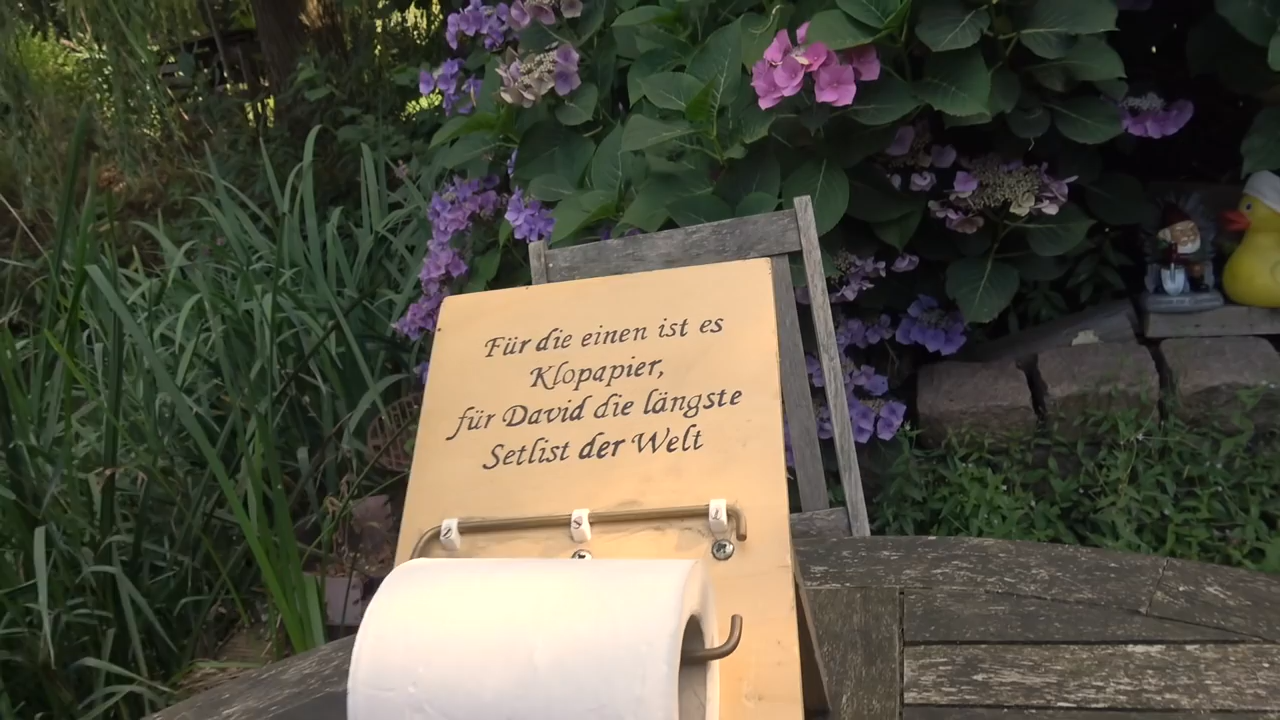 Für die einen ist es
Klopapier,
für David die längste
Setlist der Welt